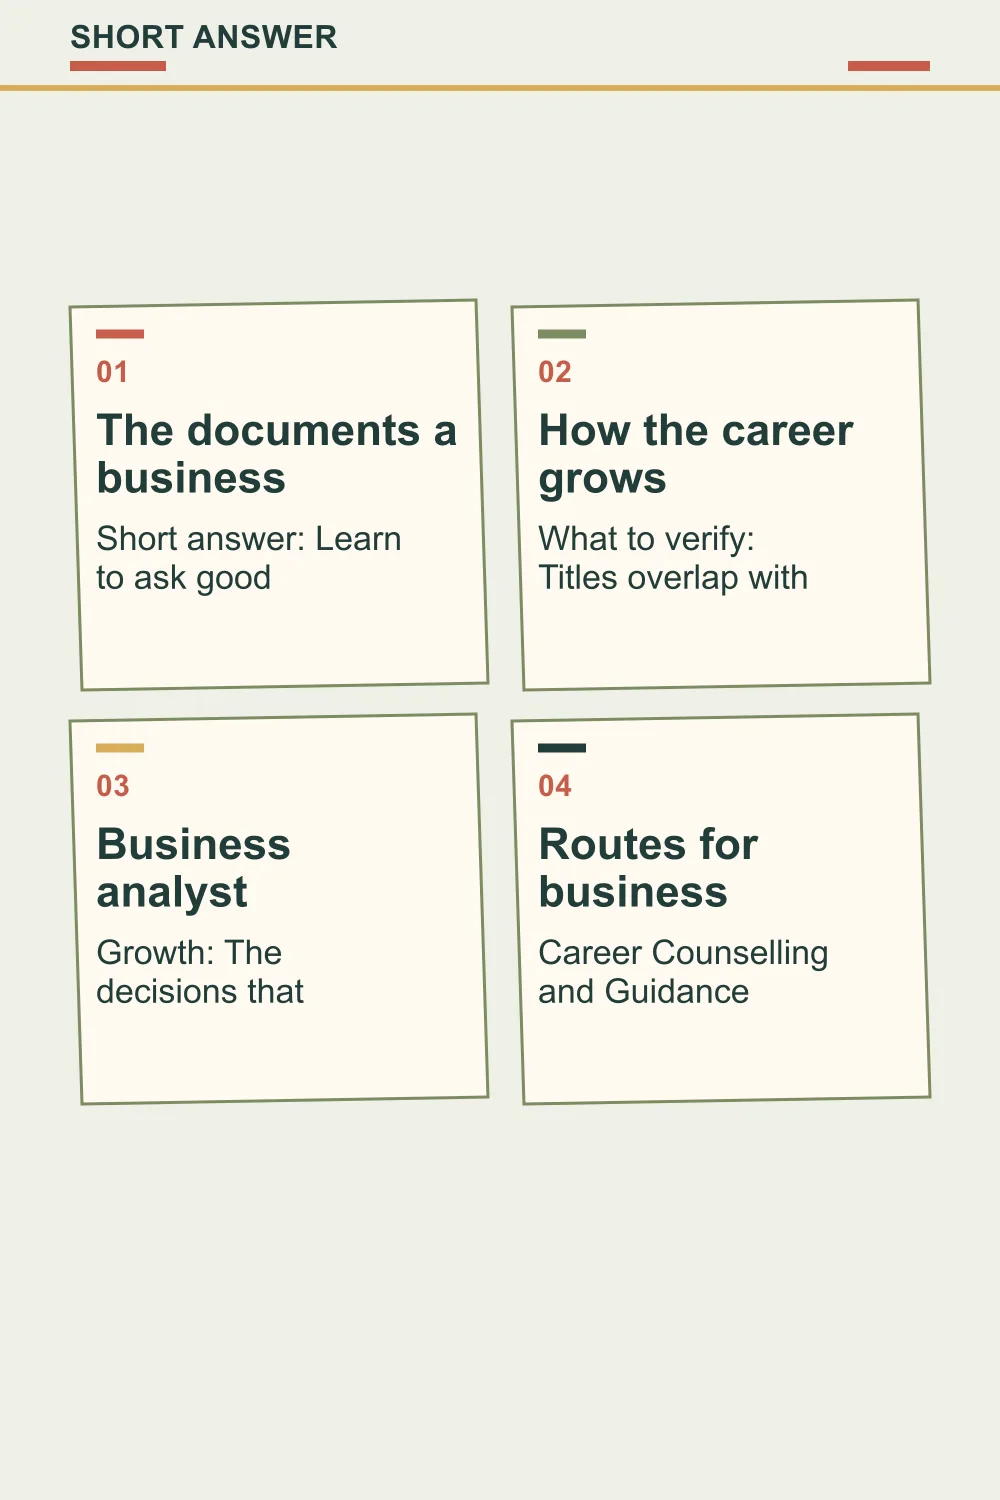 SHORT ANSWER
01
The documents a
business
Short answer: Learn
to ask good
02
How the career
grows
What to verify:
Titles overlap with
03
Business
analyst
Growth: The
decisions that
04
Routes for
business
Career Counselling
and Guidance